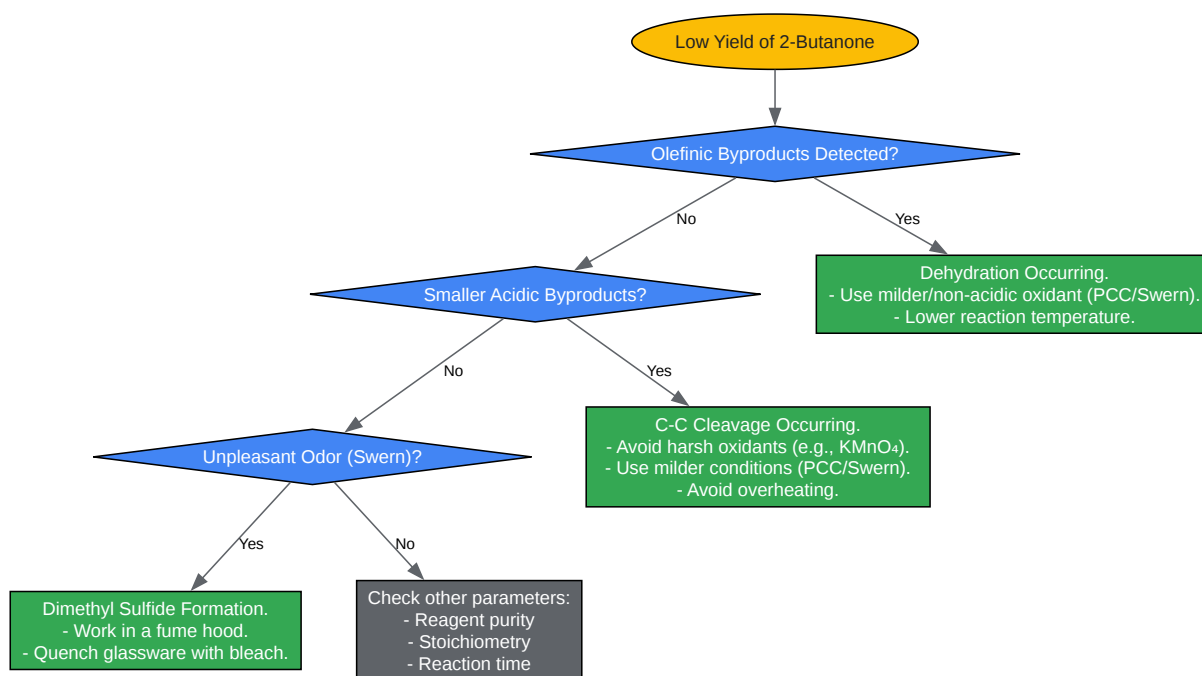 Low Yield of 2-Butanone
Olefinic Byproducts Detected?
No
Yes
Smaller Acidic Byproducts?
Dehydration Occurring.
- Use milder/non-acidic oxidant (PCC/Swern).
- Lower reaction temperature.
No
Yes
Unpleasant Odor (Swern)?
C-C Cleavage Occurring.
- Avoid harsh oxidants (e.g., KMnO₄).
- Use milder conditions (PCC/Swern).
- Avoid overheating.
Yes
No
Dimethyl Sulfide Formation.
- Work in a fume hood.
- Quench glassware with bleach.
Check other parameters:
- Reagent purity
- Stoichiometry
- Reaction time